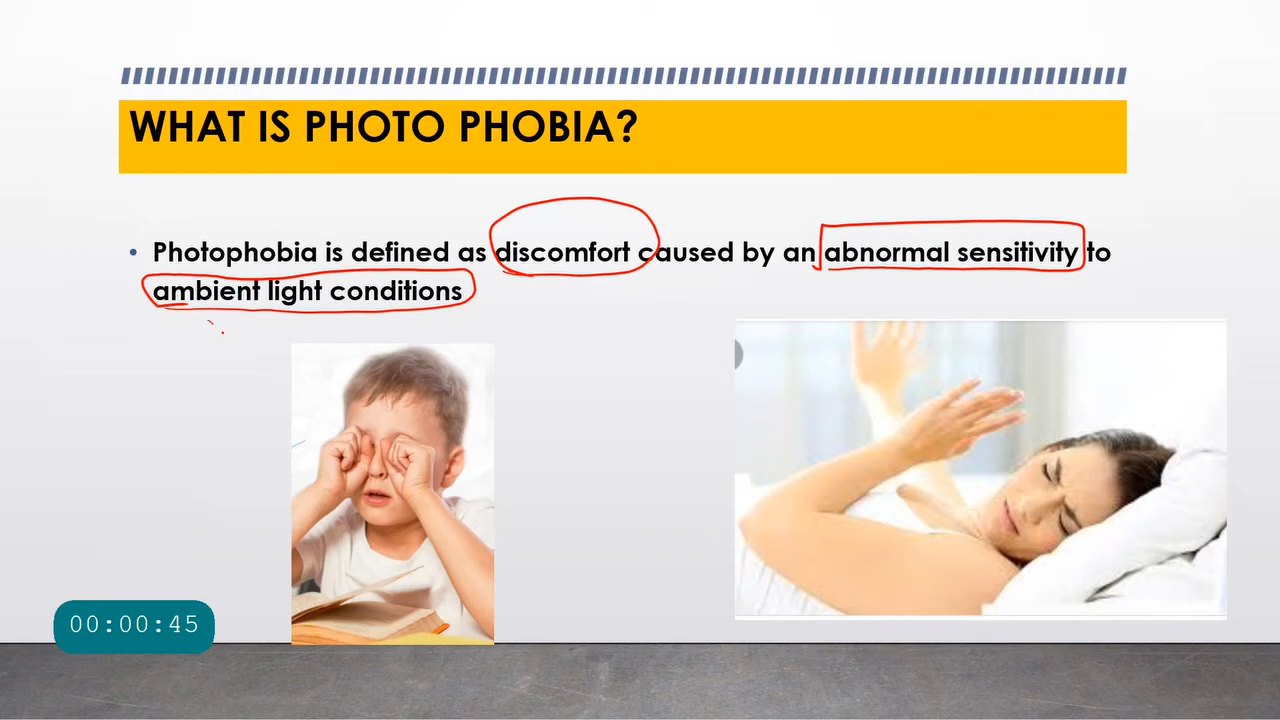 WHAT IS PHOTO PHOBIA?
• Photophobia is defined as discomfort caused by an abnormal sensitivity to
ambient light conditions
00:00:45